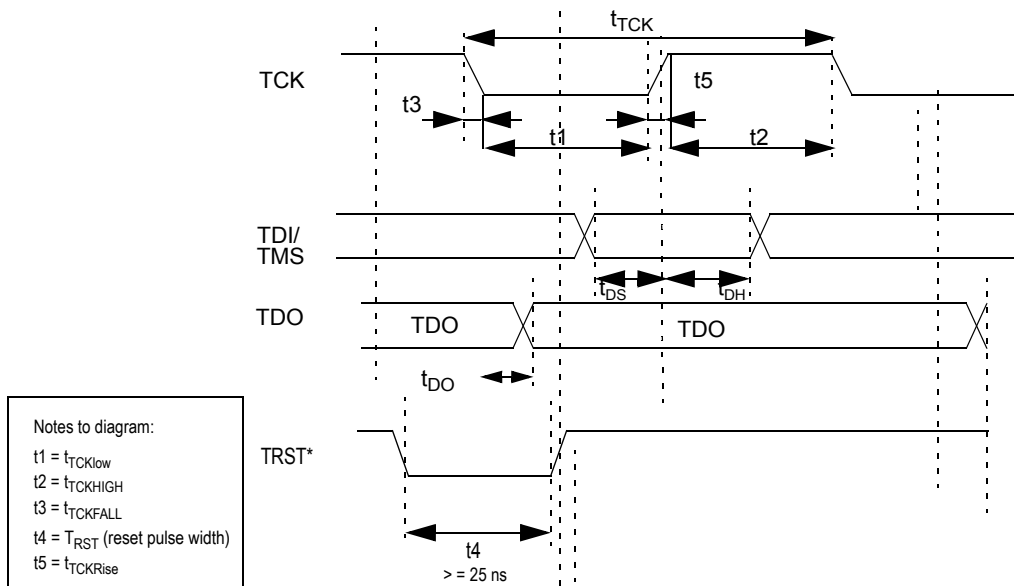 tTCK
TCK
t3
t5
t1
t2
TDI/
TMS
tDS
tDH
TDO
TDO
TDO
tDO
TRST*
t4
> = 25 ns
Notes to diagram:
t1 = tTCKlow
t2 = tTCKHIGH
t3 = tTCKFALL
t4 = TRST (reset pulse width)
t5 = tTCKRise